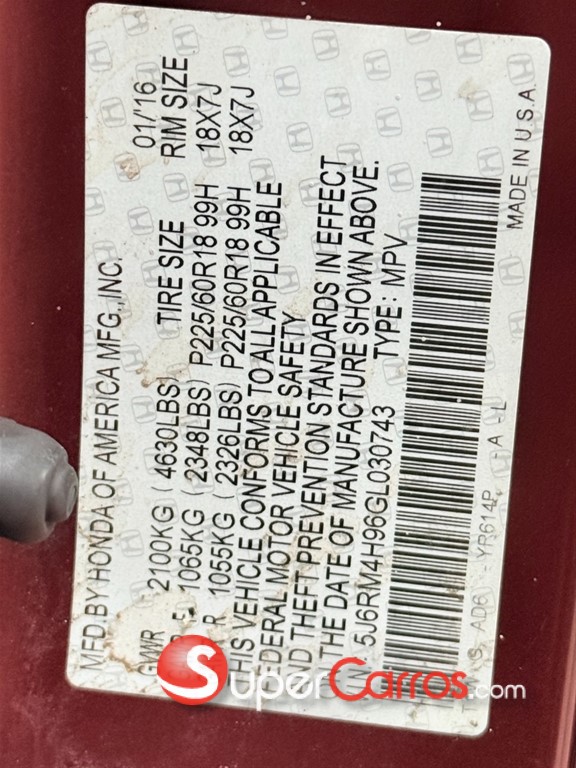 MFD.BY HONDA OF AMERICA MFG.,INC. 01/'16
GVWR 2100KG (4630LBS) TIRE SIZE RIM SIZE
1065KG (2348LBS) P225/60R18 99H 18X7J
R 1055KG (2326LBS) P225/60R18 99H 18X7J
THIS VEHICLE CONFORMS TO ALL APPLICABLE
FEDERAL MOTOR VEHICLE SAFETY
AND THEFT PREVENTION STANDARDS IN EFFECT
THE DATE OF MANUFACTURE SHOWN ABOVE.
5J6RM4H96GL030743 TYPE: MPV
AD6 YR614P -A-L MADE IN U.S.A.
SuperCarros.com